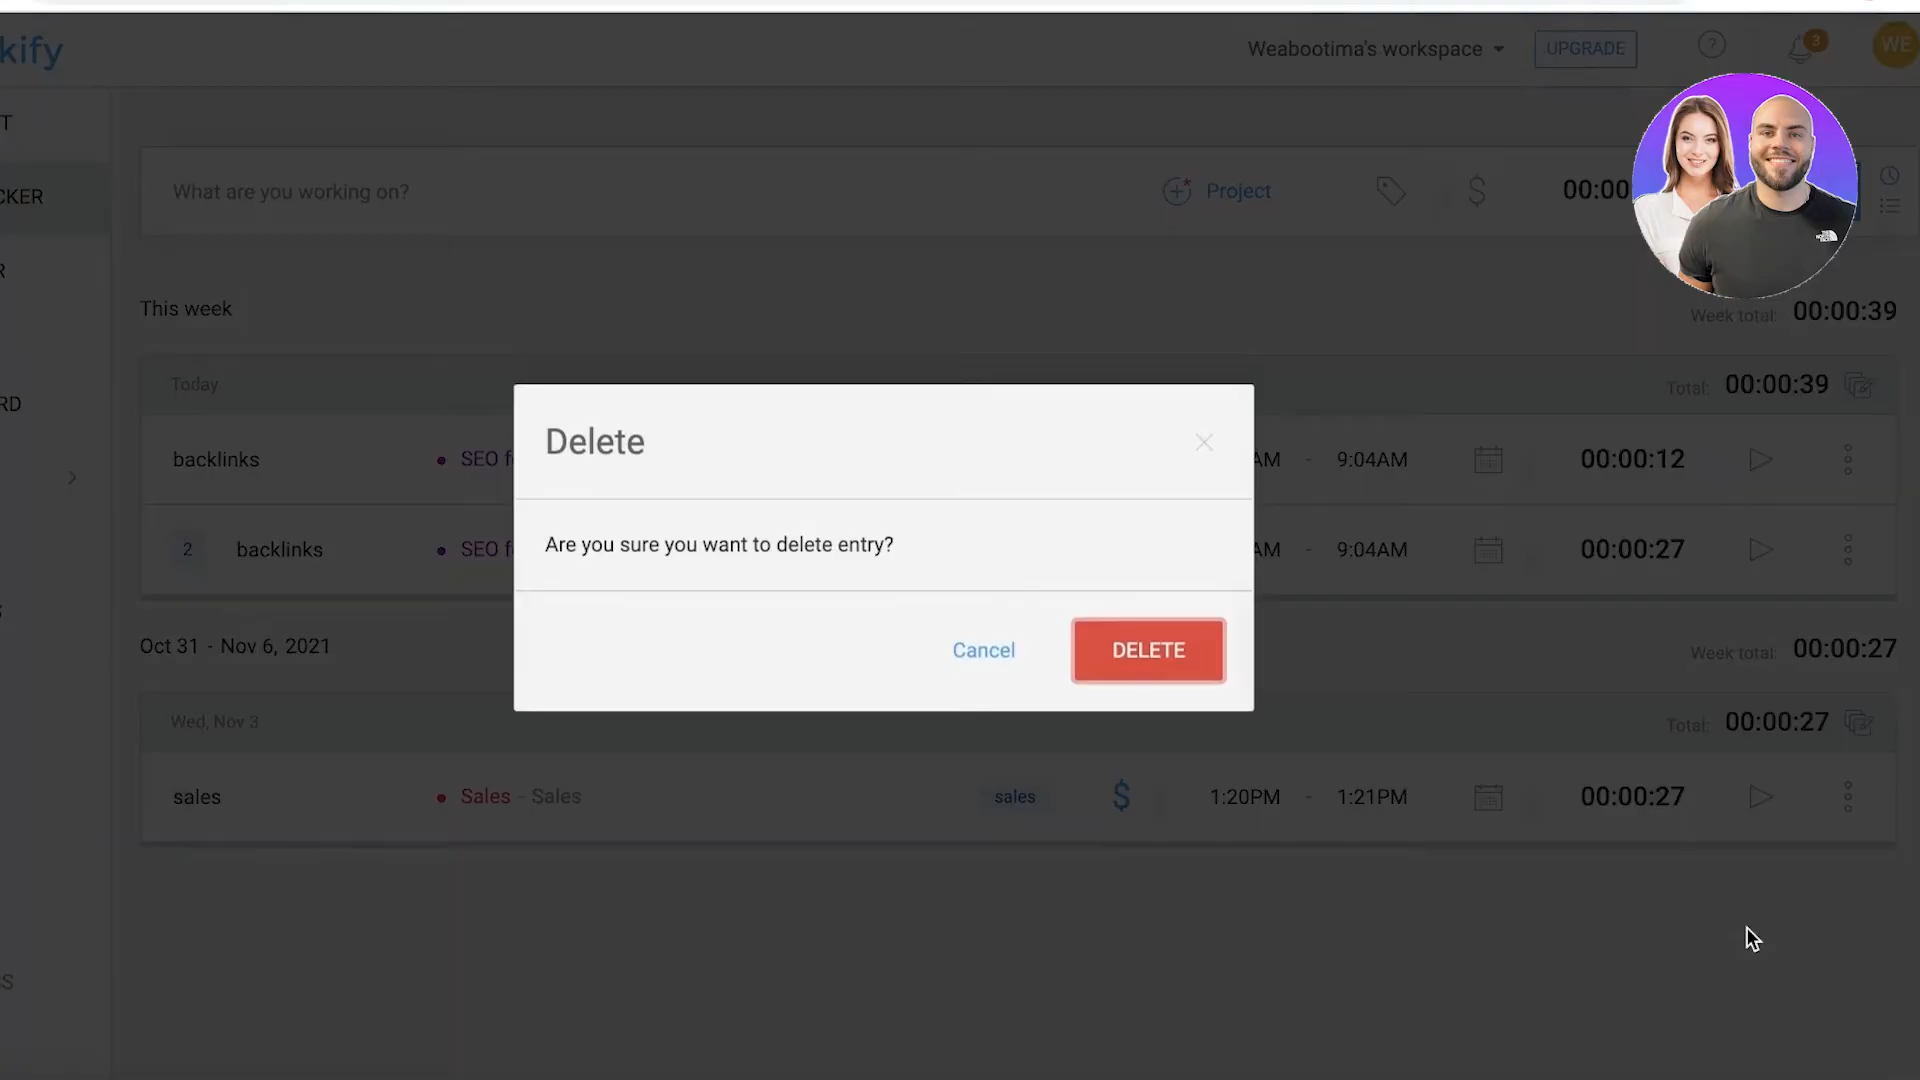 kify
Weabootima's workspace
UPGRADE
?
3
WE
T
CKER
R
RD
S
What are you working on?
Project
$
00:00
This week
Week total:
00:00:39
Today
Total:
00:00:39
backlinks
SEO f
AM - 9:04AM
00:00:12
2
backlinks
SEO f
AM - 9:04AM
00:00:27
Delete
Are you sure you want to delete entry?
Cancel
DELETE
Oct 31 - Nov 6, 2021
Week total:
00:00:27
Wed, Nov 3
Total:
00:00:27
sales
Sales - Sales
sales
$
1:20PM - 1:21PM
00:00:27